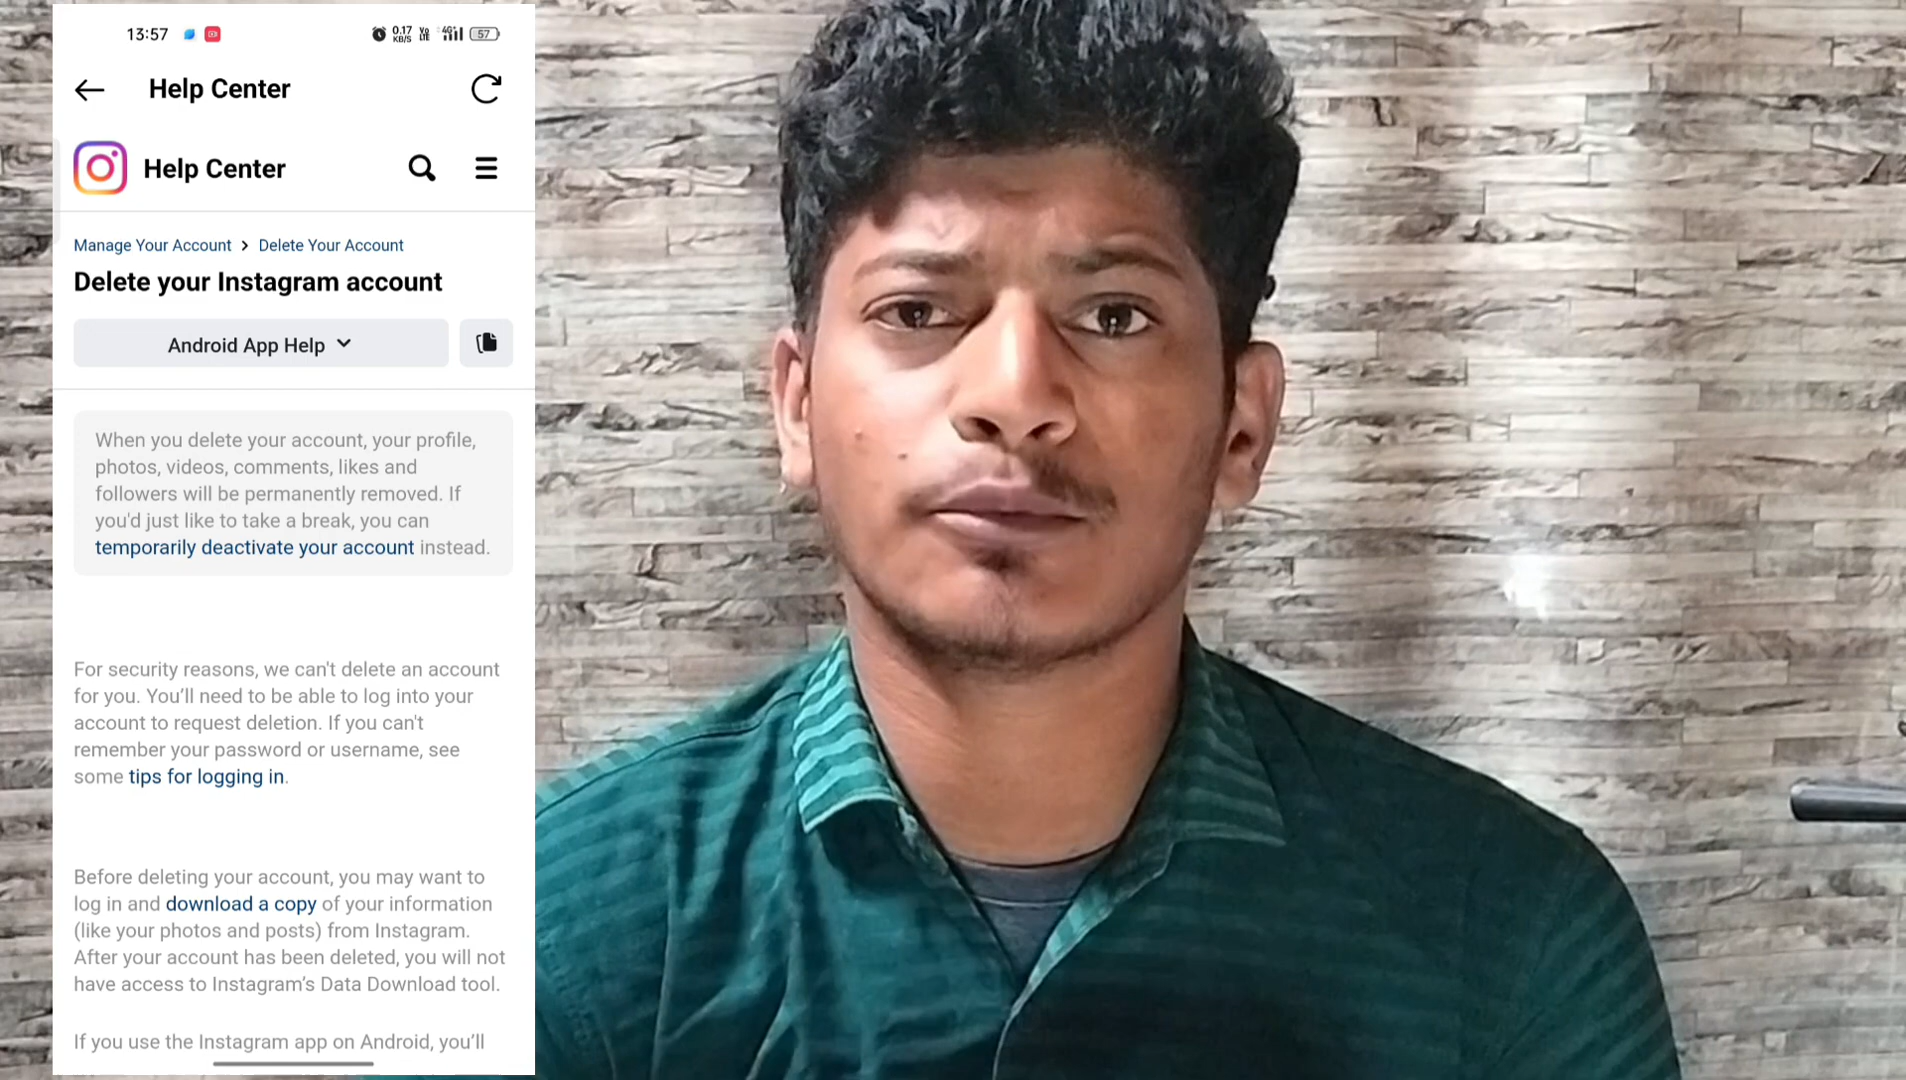 13:57
0.17
KB/S
Vo
LTE
4G
57
Help Center
Help Center
Manage Your Account > Delete Your Account
Delete your Instagram account
Android App Help
When you delete your account, your profile,
photos, videos, comments, likes and
followers will be permanently removed. If
you'd just like to take a break, you can
temporarily deactivate your account instead.
For security reasons, we can't delete an account
for you. You’ll need to be able to log into your
account to request deletion. If you can't
remember your password or username, see
some tips for logging in.
Before deleting your account, you may want to
log in and download a copy of your information
(like your photos and posts) from Instagram.
After your account has been deleted, you will not
have access to Instagram’s Data Download tool.
If you use the Instagram app on Android, you’ll